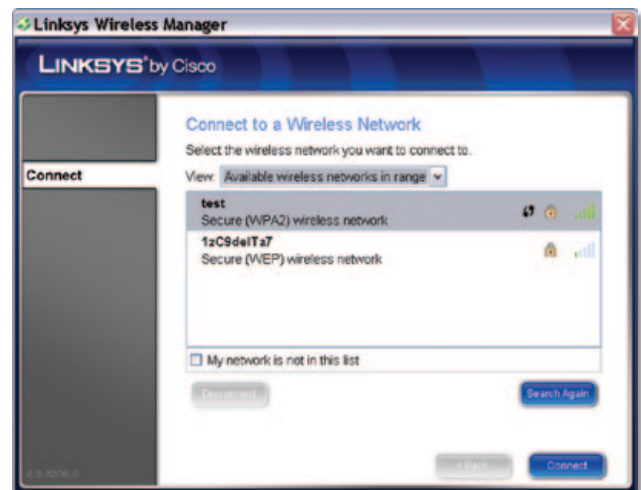 Linksys Wireless Manager
LINKSYS® by Cisco
Connect to a Wireless Network
Select the wireless network you want to connect to.
Connect
View: Available wireless networks in range
test
Secure (WPA2) wireless network
1zC9delTa7
Secure (WEP) wireless network
My network is not in this list
Disconnect
Search Again
< Back
Connect